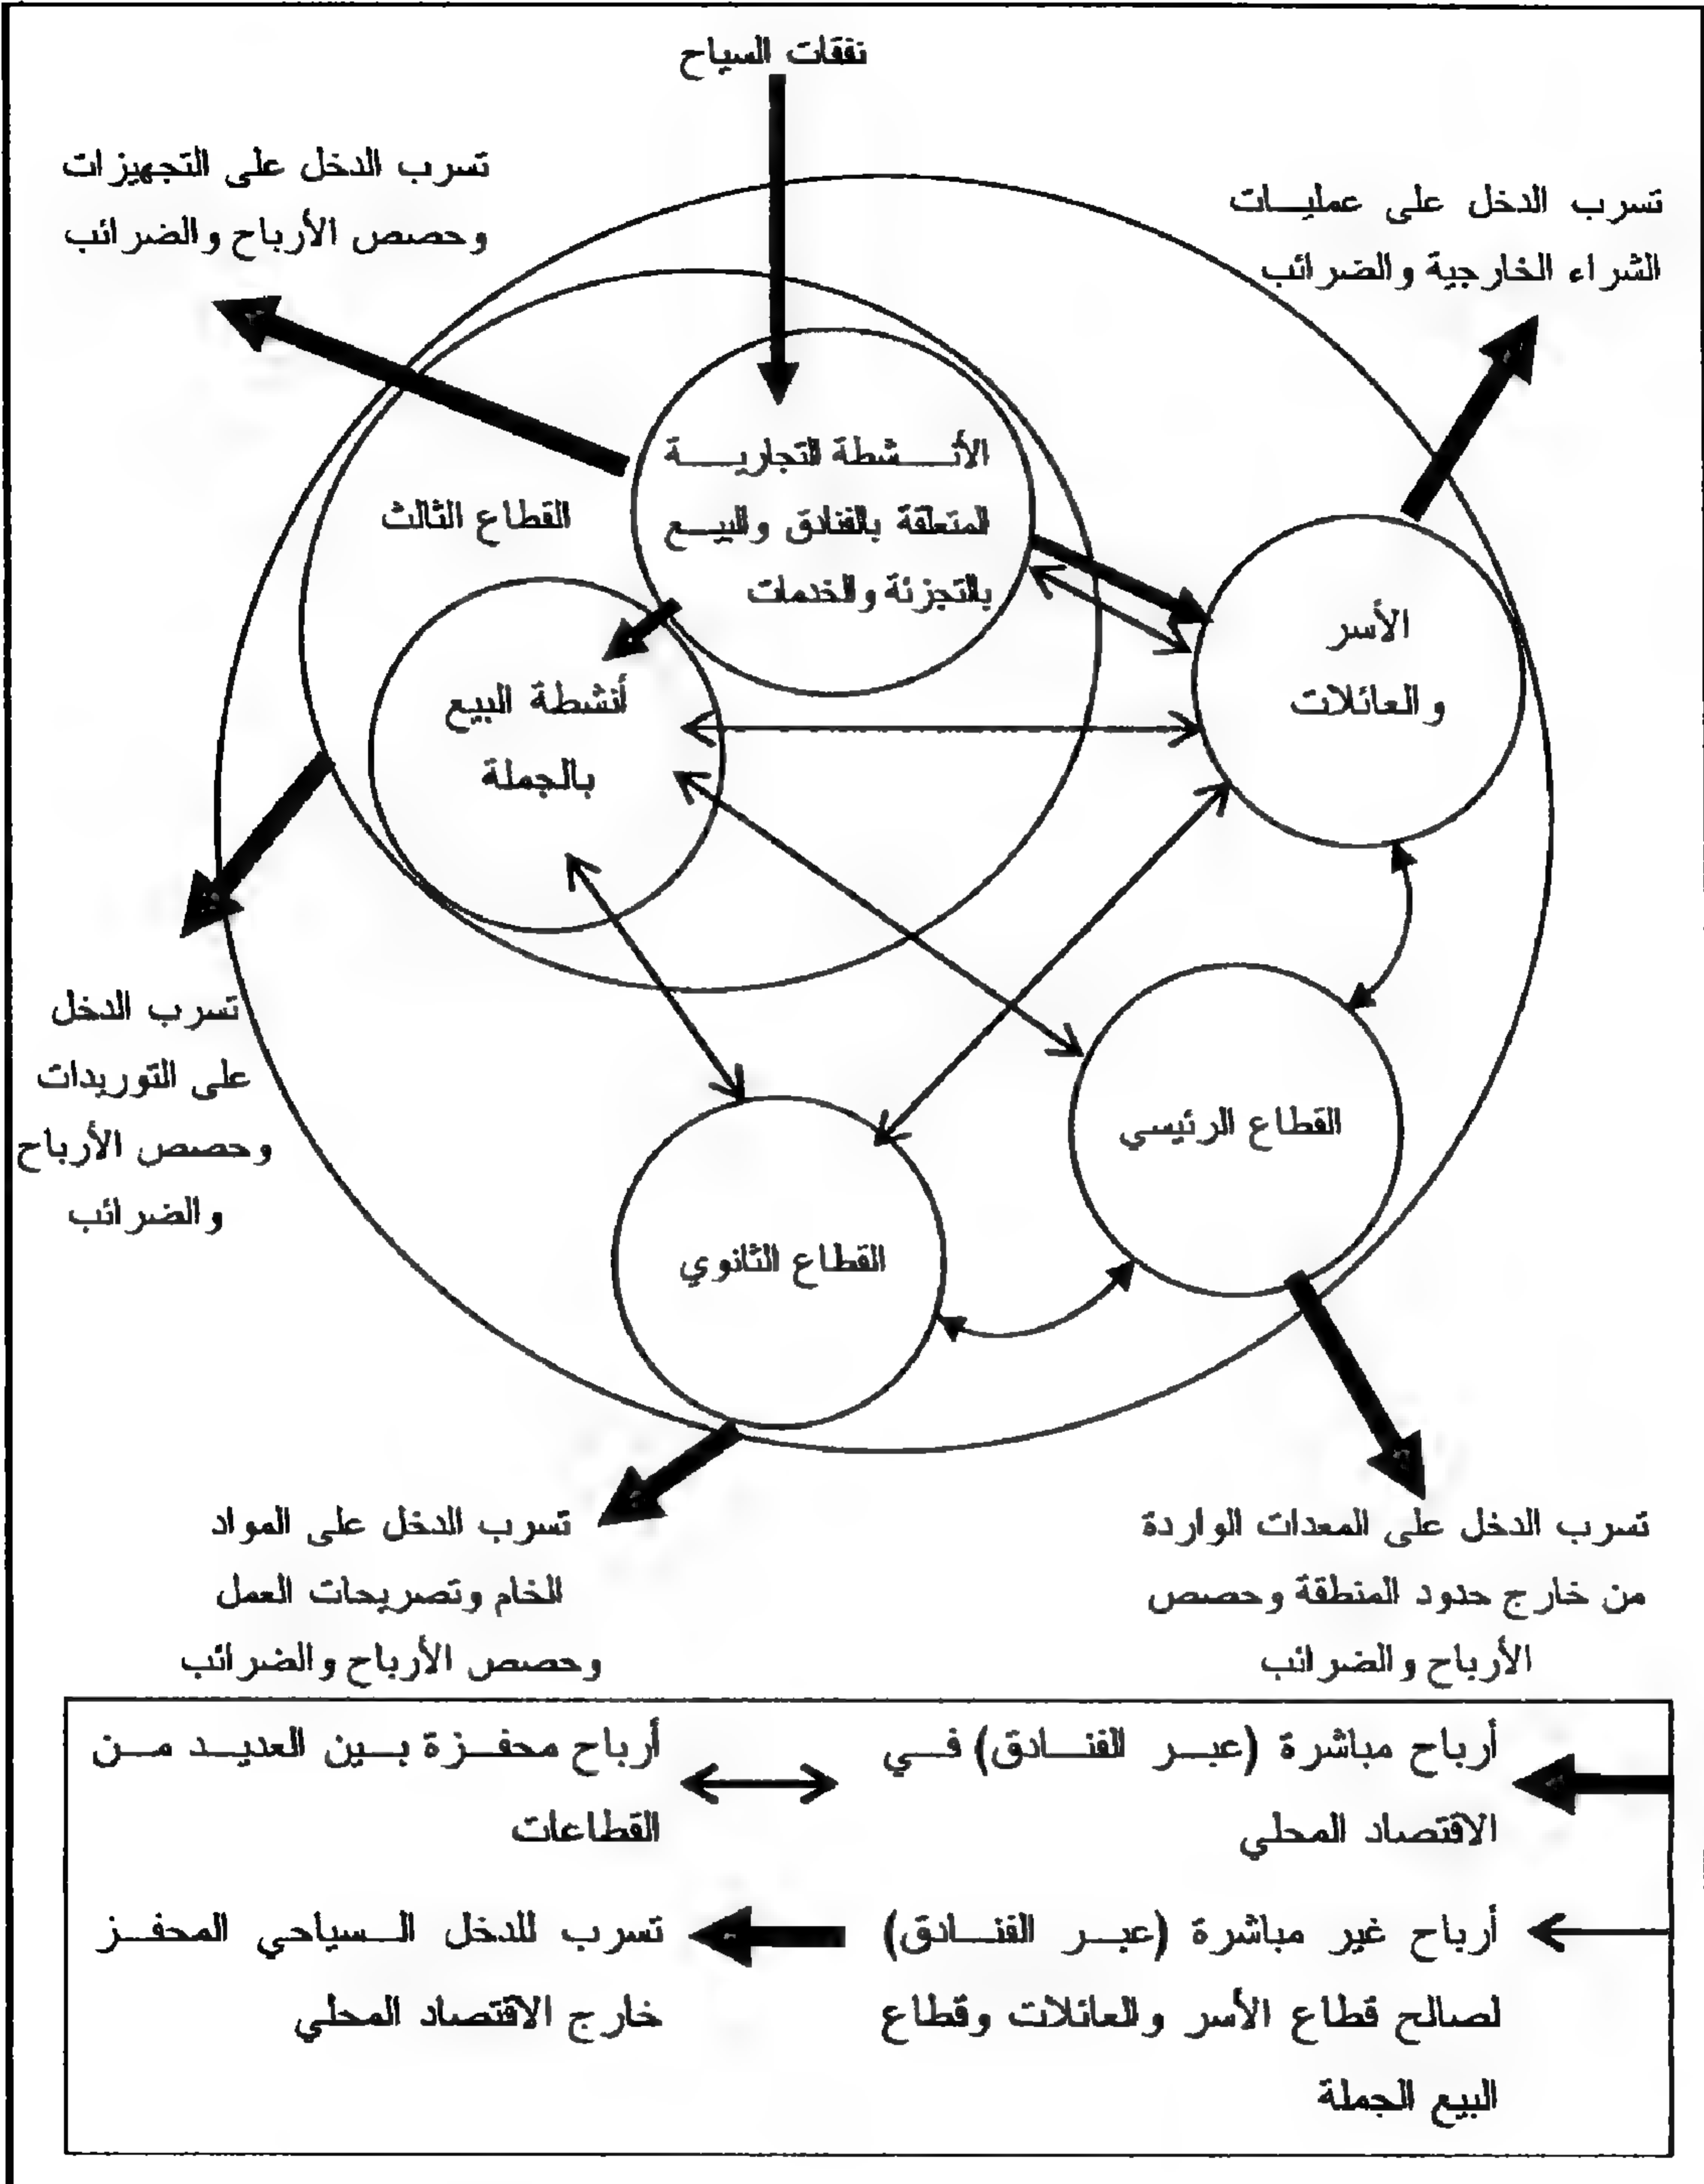 نفقات السياح
تسرب الدخل على عمليات
الشراء الخارجية والضرائب
تسرب الدخل على التجهيزات
وحصص الأرباح والضرائب
الأنشطة التجارية
المتعلقة بالفنادق والبيع
بالتجزئة والخدمات
القطاع الثالث
الأسر
والعائلات
أنشطة البيع
بالجملة
تسرب الدخل
على التوريدات
وحصص الأرباح
والضرائب
القطاع الرئيسي
القطاع الثانوي
تسرب الدخل على المعدات الواردة
من خارج حدود المنطقة وحصص
الأرباح والضرائب
تسرب الدخل على المواد
الخام وتصريحات العمل
وحصص الأرباح والضرائب
أرباح مباشرة (عبر الفنادق) في
الاقتصاد المحلي
أرباح محفزة بين العديد من
القطاعات
أرباح غير مباشرة (عبر الفنادق)
لصالح قطاع الأسر والعائلات وقطاع
البيع الجملة
تسرب للدخل السياحي المحفز
خارج الاقتصاد المحلي